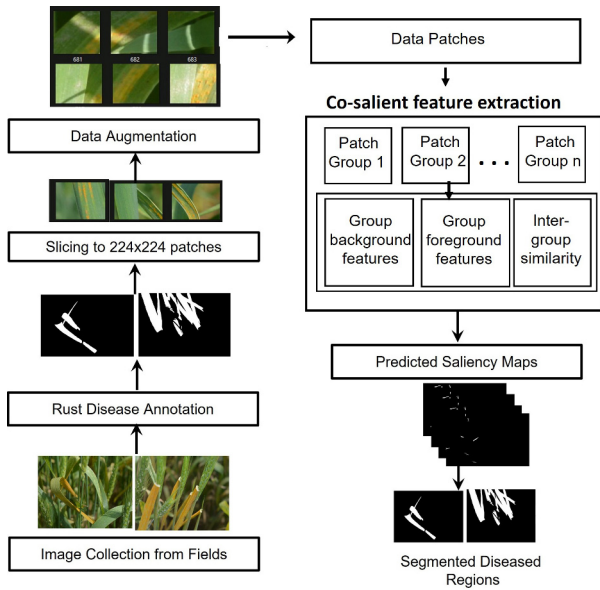 681 682 683
Data Augmentation
Slicing to 224x224 patches
Rust Disease Annotation
Image Collection from Fields
Data Patches
Co-salient feature extraction
Patch
Group 1
Patch
Group 2
. . .
Patch
Group n
Group
background
features
Group
foreground
features
Inter-
group
similarity
Predicted Saliency Maps
Segmented Diseased
Regions